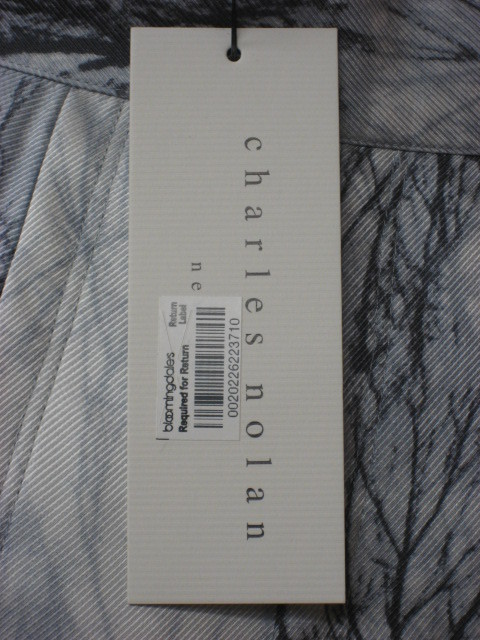 charles nolan
ne
bloomingdales Return
Required for Return Label
0020226223710